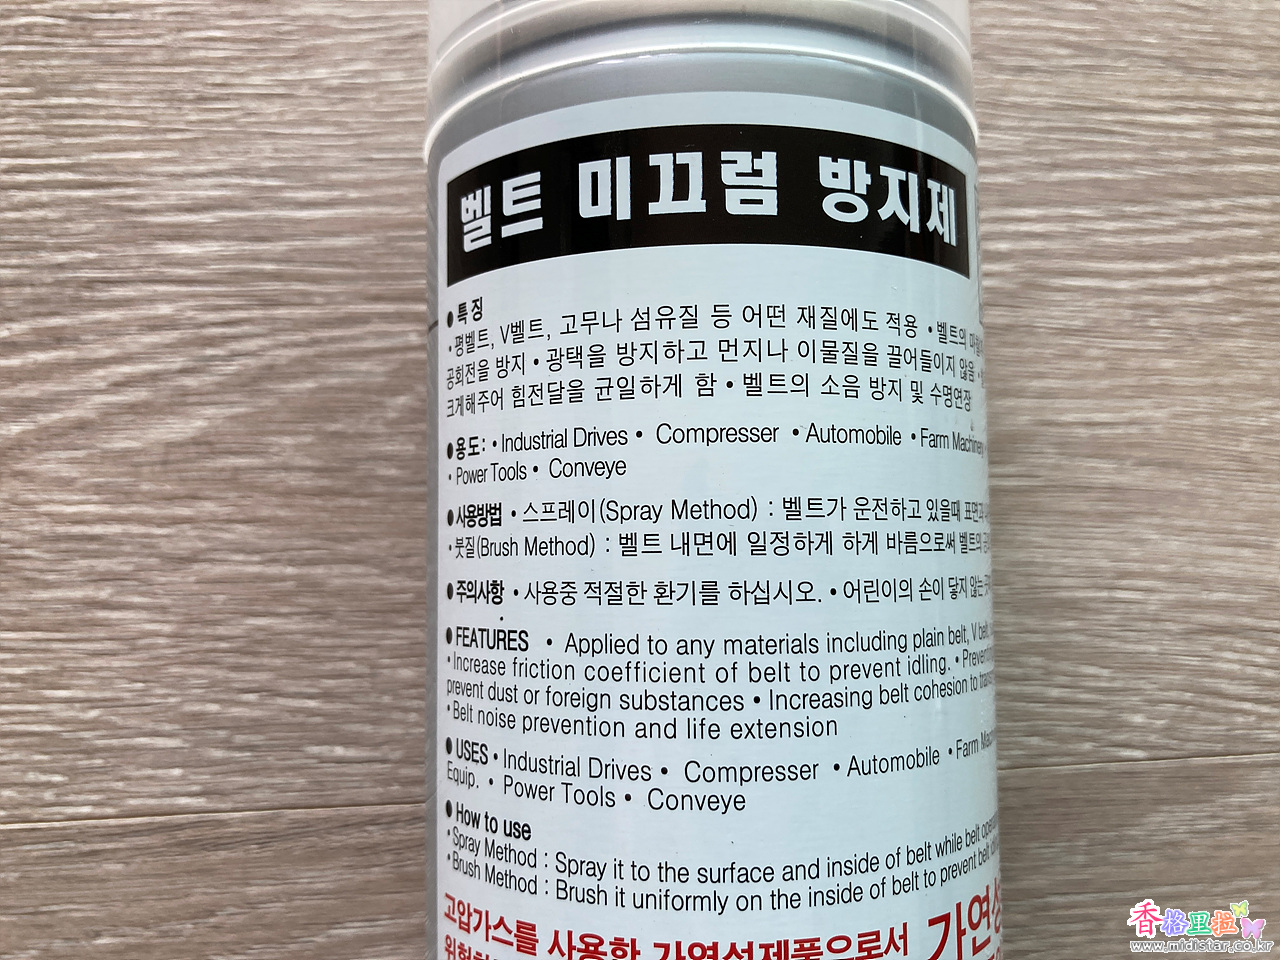 벨트 미끄럼 방지제
● 특 징
• 평벨트, V벨트, 고무나 섬유질 등 어떤 재질에도 적용 • 벨트의
공회전을 방지 • 광택을 방지하고 먼지나 이물질을 끌어들이지 않음 •
크게해주어 힘전달을 균일하게 함 • 벨트의 소음 방지 및 수명연장
● 용 도 : • Industrial Drives • Compresser • Automobile • Farm Machinery
• Power Tools • Conveye
● 사용방법 • 스프레이(Spray Method) : 벨트가 운전하고 있을때 표면과
• 붓질(Brush Method) : 벨트 내면에 일정하게 하게 바름으로써 벨트의
● 주의사항 • 사용중 적절한 환기를 하십시오. • 어린이의 손이 닿지 않는
● FEATURES • Applied to any materials including plain belt, V belt,
• Increase friction coefficient of belt to prevent idling. •
prevent dust or foreign substances • Increasing belt cohesion to
• Belt noise prevention and life extension
● USES • Industrial Drives • Compresser • Automobile • Farm
Equip. • Power Tools • Conveye
● How to use
• Spray Method : Spray it to the surface and inside of belt while belt
• Brush Method : Brush it uniformly on the inside of belt to prevent belt
고압가스를 사용한 가연성제품으로서
香格里拉
www.midistar.co.kr